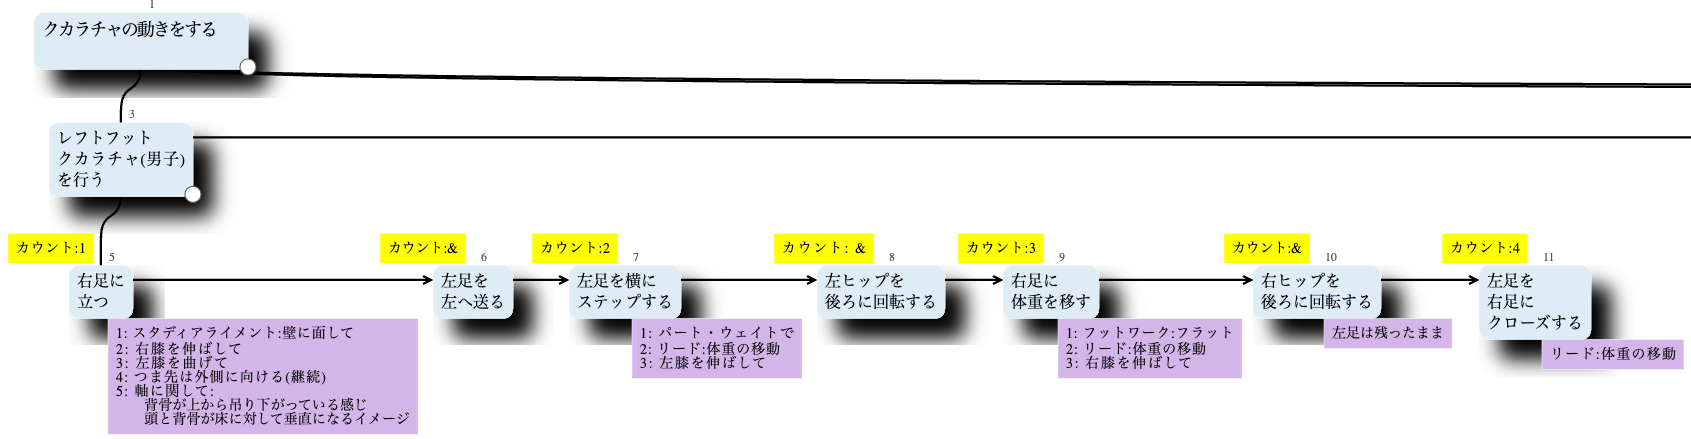 1
クカラチャの動きをする
3
レフトフット
クカラチャ(男子)
を行う
カウント:1
5
右足に
立つ
1: スタディアライメント:壁に面して
2: 右膝を伸ばして
3: 左膝を曲げて
4: つま先は外側に向ける(継続)
5: 軸に関して:
背骨が上から吊り下がっている感じ
頭と背骨が床に対して垂直になるイメージ
カウント:&
6
左足を
左へ送る
カウント:2
7
左足を横に
ステップする
1: パート・ウェイトで
2: リード:体重の移動
3: 左膝を伸ばして
カウント: &
8
左ヒップを
後ろに回転する
カウント:3
9
右足に
体重を移す
1: フットワーク:フラット
2: リード:体重の移動
3: 右膝を伸ばして
カウント:&
10
右ヒップを
後ろに回転する
左足は残ったまま
カウント:4
11
左足を
右足に
クローズする
リード:体重の移動